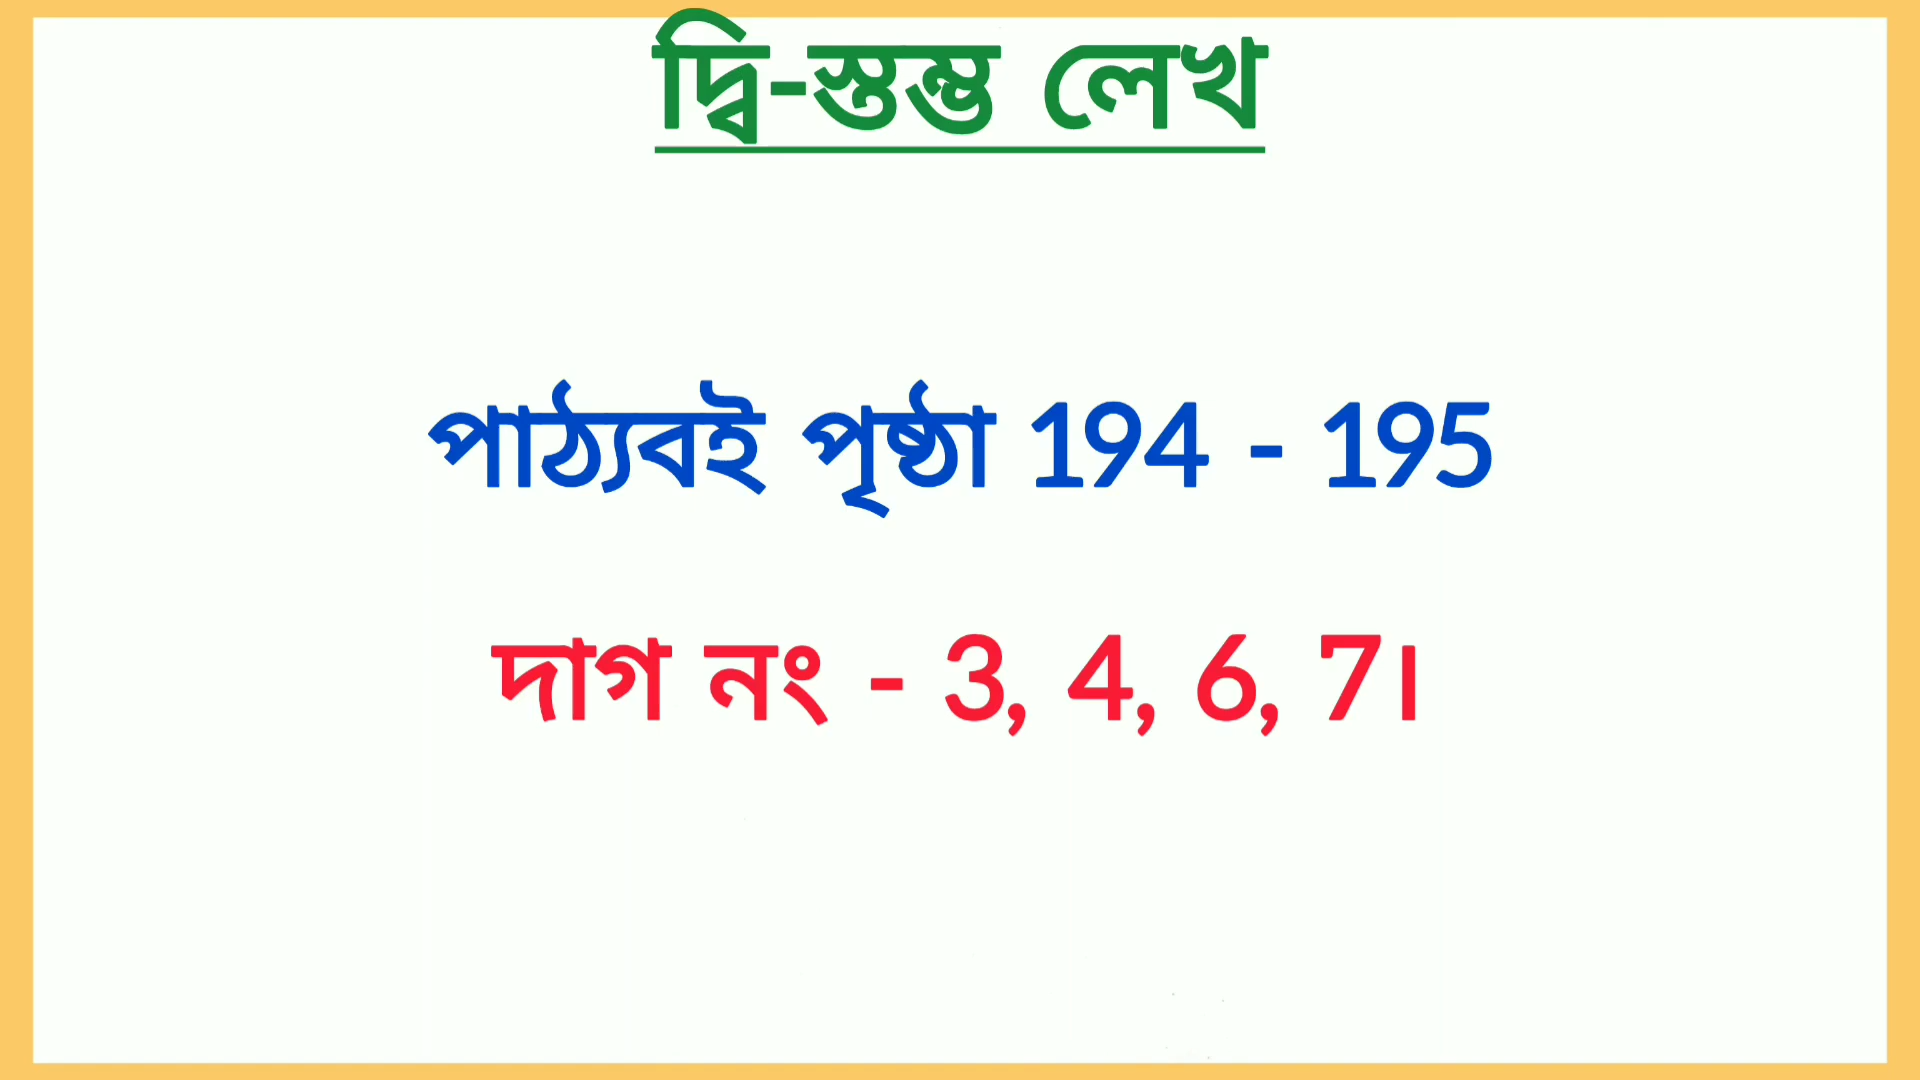 দ্বি-স্তম্ভ লেখ
পাঠ্যবই পৃষ্ঠা 194 - 195
দাগ নং - 3, 4, 6, 7।